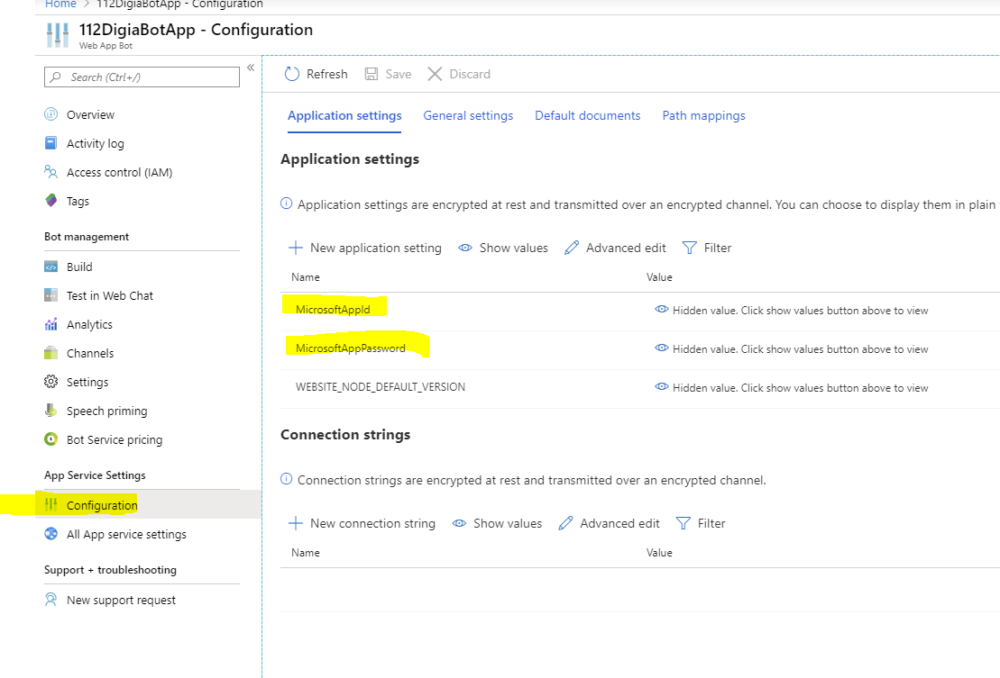 Home > 112DigiaBotApp - Configuration
112DigiaBotApp - Configuration
Web App Bot
Search (Ctrl+/)
«
Overview
Activity log
Access control (IAM)
Tags
Bot management
Build
Test in Web Chat
Analytics
Channels
Settings
Speech priming
Bot Service pricing
App Service Settings
Configuration
All App service settings
Support + troubleshooting
New support request
Refresh Save Discard
Application settings General settings Default documents Path mappings
Application settings
Application settings are encrypted at rest and transmitted over an encrypted channel. You can choose to display them in plain
New application setting Show values Advanced edit Filter
Name Value
MicrosoftAppId Hidden value. Click show values button above to view
MicrosoftAppPassword Hidden value. Click show values button above to view
WEBSITE_NODE_DEFAULT_VERSION Hidden value. Click show values button above to view
Connection strings
Connection strings are encrypted at rest and transmitted over an encrypted channel.
New connection string Show values Advanced edit Filter
Name Value